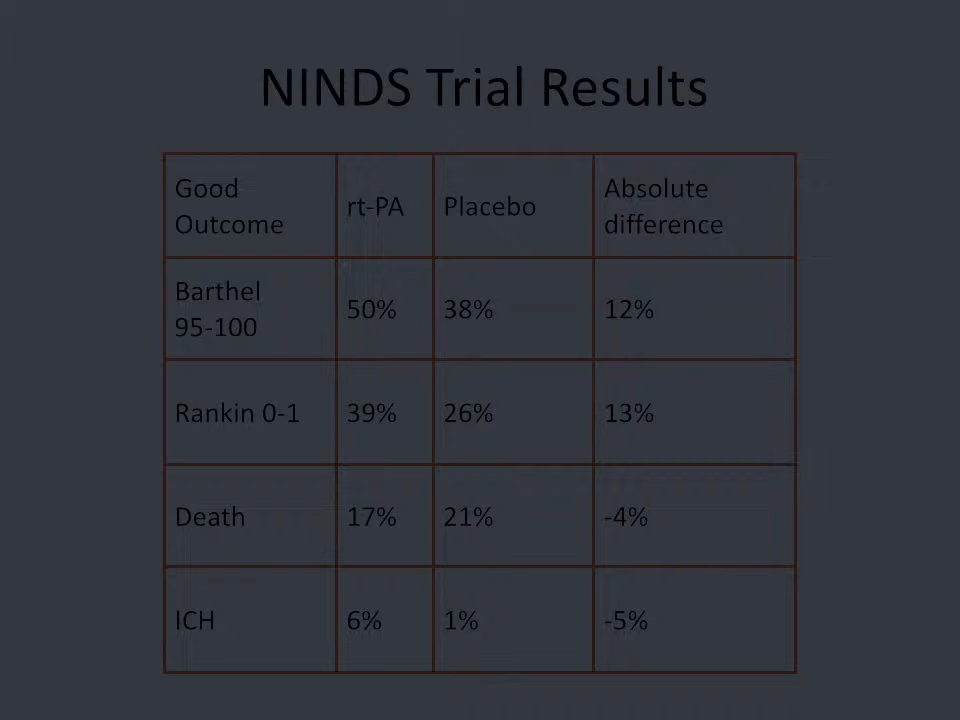 NINDS Trial Results
Good
Outcome
rt-PA
Placebo
Absolute
difference
Barthel
95-100
50%
38%
12%
Rankin 0-1
39%
26%
13%
Death
17%
21%
-4%
ICH
6%
1%
-5%